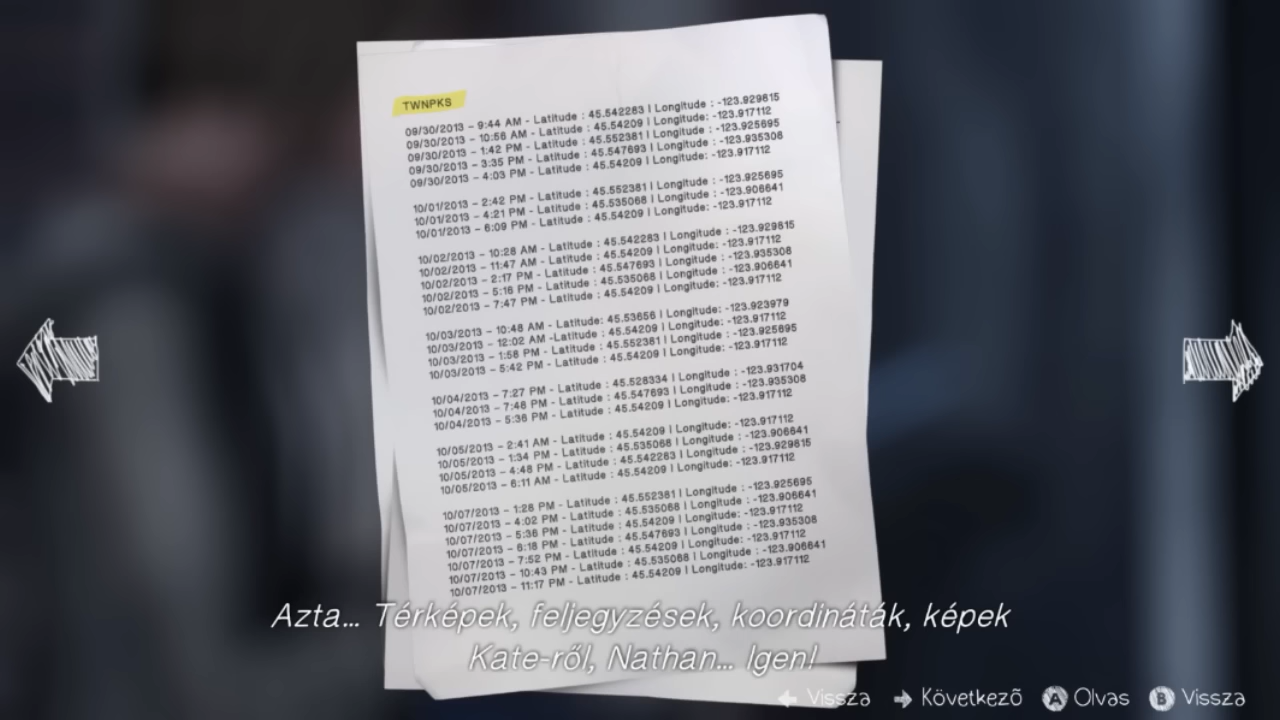 TWNPKS
09/30/2013 - 9:44 AM - Latitude : 45.542283 | Longitude : -123.929815
09/30/2013 - 10:56 AM - Latitude : 45.54209 | Longitude: -123.917112
09/30/2013 - 1:42 PM - Latitude : 45.552381 | Longitude : -123.925695
09/30/2013 - 3:35 PM - Latitude : 45.547693 | Longitude : -123.935308
09/30/2013 - 4:03 PM - Latitude : 45.54209 | Longitude: -123.917112
10/01/2013 - 2:42 PM - Latitude : 45.552381 | Longitude : -123.925695
10/01/2013 - 4:21 PM - Latitude : 45.535068 | Longitude : -123.906641
10/01/2013 - 6:09 PM - Latitude : 45.54209 | Longitude: -123.917112
10/02/2013 - 10:28 AM - Latitude : 45.542283 | Longitude : -123.929815
10/02/2013 - 11:47 AM - Latitude : 45.54209 | Longitude: -123.917112
10/02/2013 - 2:17 PM - Latitude : 45.547693 | Longitude : -123.935308
10/02/2013 - 5:16 PM - Latitude : 45.535068 | Longitude : -123.906641
10/02/2013 - 7:47 PM - Latitude : 45.54209 | Longitude: -123.917112
10/03/2013 - 10:48 AM - Latitude: 45.53656 | Longitude: -123.923979
10/03/2013 - 12:02 AM -Latitude : 45.54209 | Longitude: -123.917112
10/03/2013 - 1:58 PM - Latitude : 45.552381 | Longitude : -123.925695
10/03/2013 - 5:42 PM - Latitude : 45.54209 | Longitude: -123.917112
10/04/2013 - 7:27 PM - Latitude : 45.528334 | Longitude : -123.931704
10/04/2013 - 7:48 PM - Latitude : 45.547693 | Longitude : -123.935308
10/04/2013 - 5:36 PM - Latitude : 45.54209 | Longitude: -123.917112
10/05/2013 - 2:41 AM - Latitude : 45.54209 | Longitude: -123.917112
10/05/2013 - 1:34 PM - Latitude : 45.535068 | Longitude : -123.906641
10/05/2013 - 4:48 PM - Latitude : 45.542283 | Longitude : -123.929815
10/05/2013 - 6:11 AM - Latitude : 45.54209 | Longitude: -123.917112
10/07/2013 - 1:28 PM - Latitude : 45.552381 | Longitude : -123.925695
10/07/2013 - 4:02 PM - Latitude : 45.535068 | Longitude : -123.906641
10/07/2013 - 5:36 PM - Latitude : 45.54209 | Longitude: -123.917112
10/07/2013 - 6:18 PM - Latitude : 45.547693 | Longitude : -123.935308
10/07/2013 - 7:52 PM - Latitude : 45.54209 | Longitude: -123.917112
10/07/2013 - 10:43 PM - Latitude : 45.535068 | Longitude : -123.906641
10/07/2013 - 11:17 PM - Latitude : 45.54209 | Longitude: -123.917112
Azta... Térképek, feljegyzések, koordináták, képek
Kate-ről, Nathan... Igen!
Vissza Következõ A Olvas B Vissza